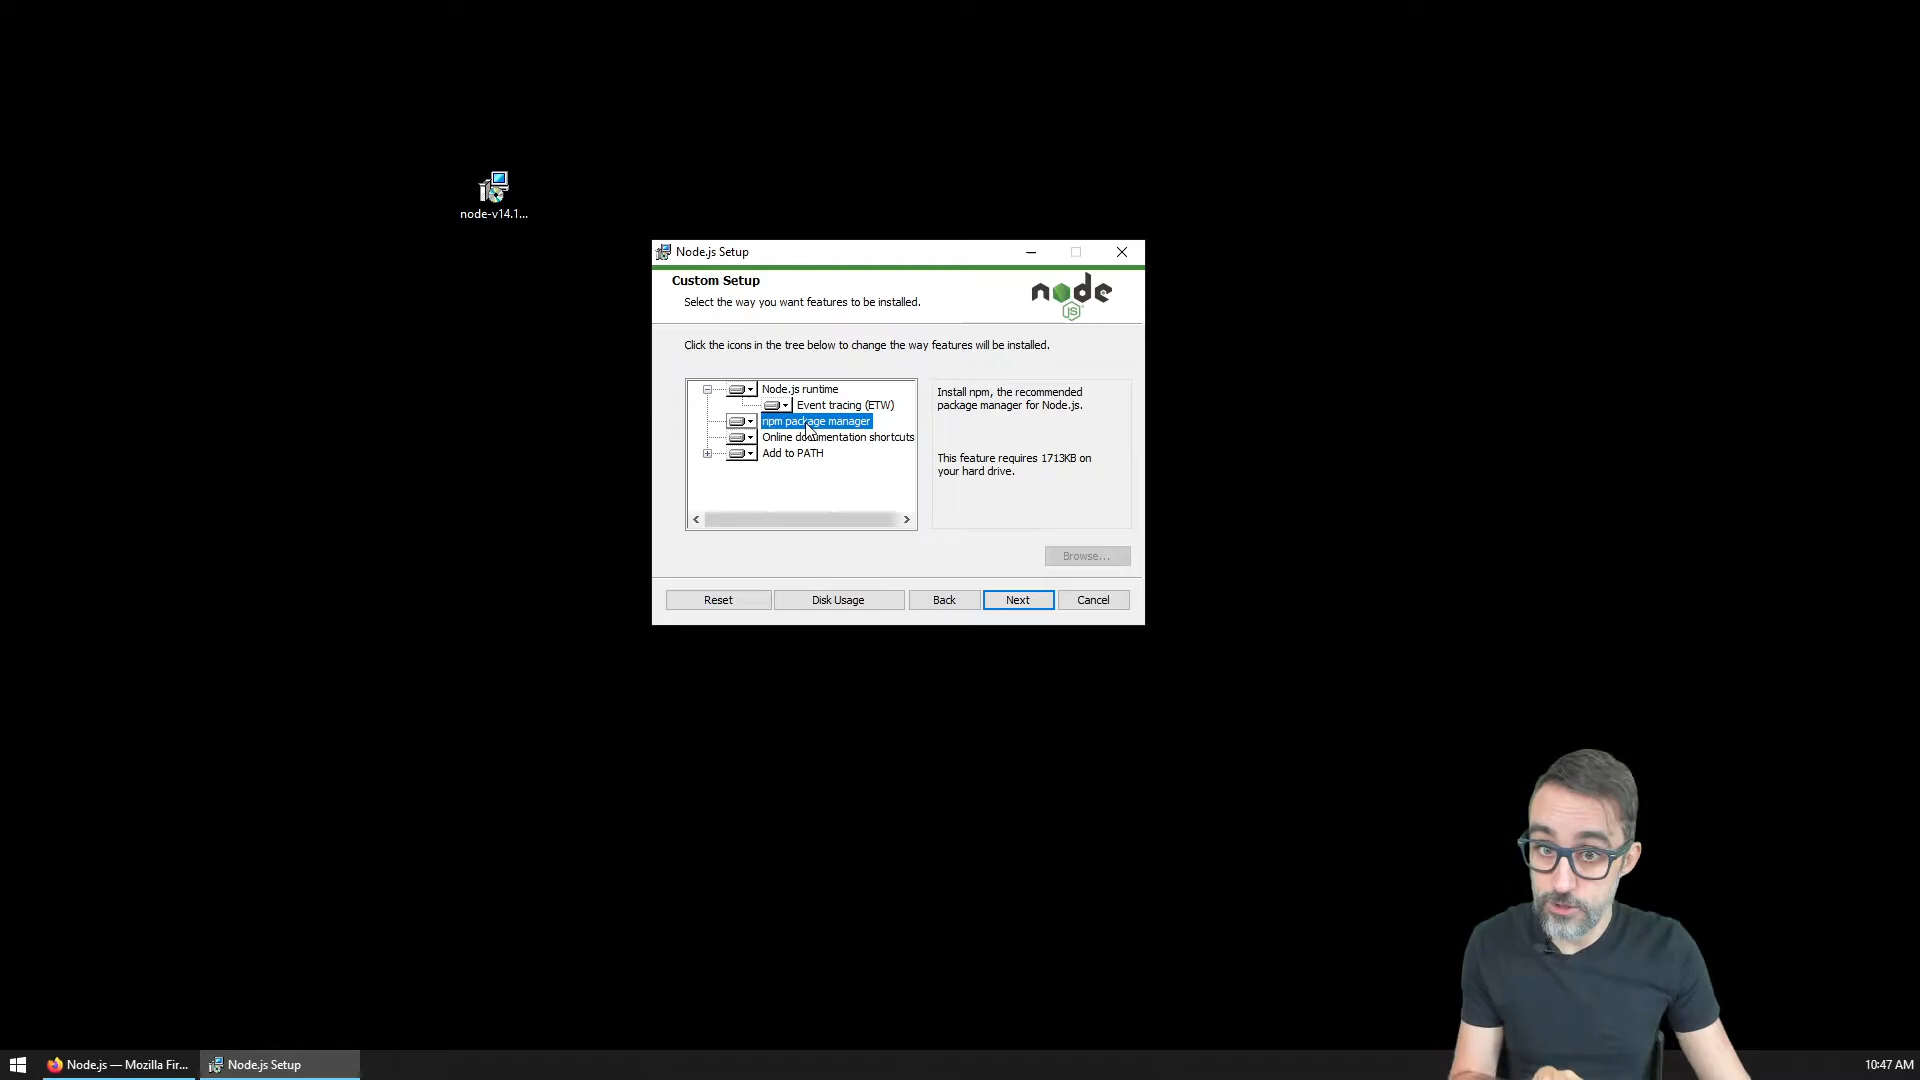 node-v14.1...
Node.js Setup
Custom Setup
Select the way you want features to be installed.
node
JS
Click the icons in the tree below to change the way features will be installed.
Node.js runtime
Event tracing (ETW)
npm package manager
Online documentation shortcuts
Add to PATH
Install npm, the recommended
package manager for Node.js.
This feature requires 1713KB on
your hard drive.
Browse...
Reset
Disk Usage
Back
Next
Cancel
Node.js — Mozilla Fir...
Node.js Setup
10:47 AM